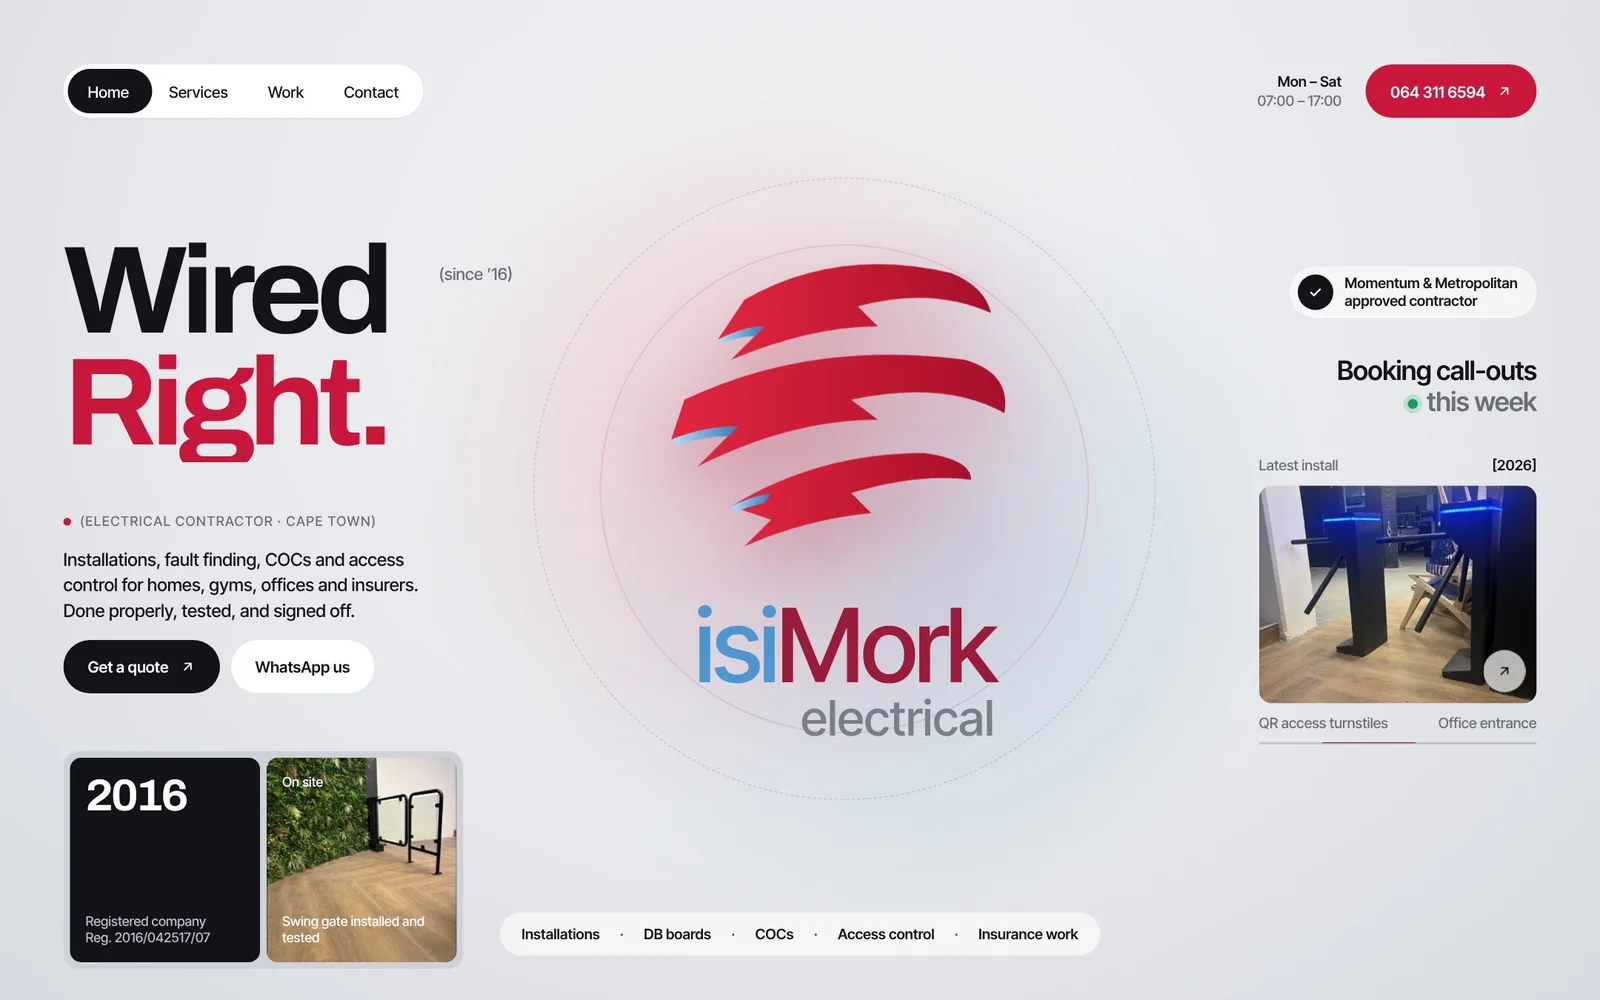 Home Services Work Contact
Mon – Sat
07:00 – 17:00
064 311 6594
Wired
Right.
(since ’16)
(ELECTRICAL CONTRACTOR · CAPE TOWN)
Installations, fault finding, COCs and access
control for homes, gyms, offices and insurers.
Done properly, tested, and signed off.
Get a quote
WhatsApp us
2016
Registered company
Reg. 2016/042517/07
On site
Swing gate installed and
tested
isiMork
electrical
Momentum & Metropolitan
approved contractor
Booking call-outs
this week
Latest install [2026]
QR access turnstiles Office entrance
Installations · DB boards · COCs · Access control · Insurance work